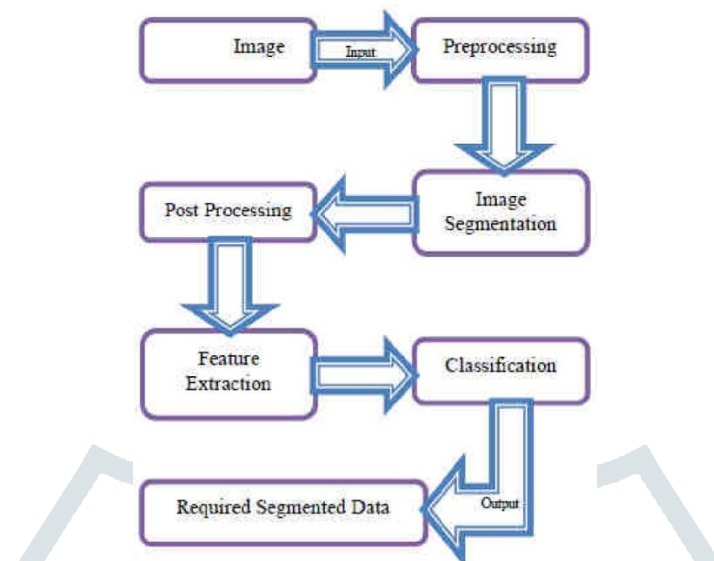 Image
Input
Preprocessing
Image
Segmentation
Post Processing
Feature
Extraction
Classification
Output
Required Segmented Data